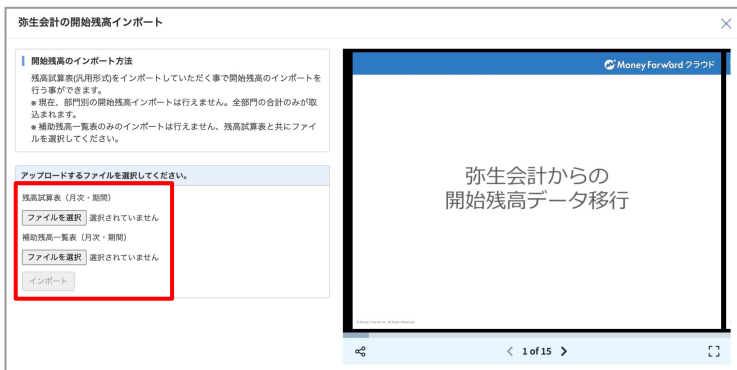 弥生会計の開始残高インポート
開始残高のインポート方法
残高試算表(汎用形式)をインポートしていただく事で開始残高のインポートを
行う事ができます。
※現在、部門別の開始残高インポートは行えません。全部門の合計のみが取
込まれます。
※補助残高一覧表のみのインポートは行えません、残高試算表と共にファイ
ルを選択してください。
アップロードするファイルを選択してください。
残高試算表（月次・期間）
ファイルを選択 選択されていません
補助残高一覧表（月次・期間）
ファイルを選択 選択されていません
インポート
Money Forward クラウド
弥生会計からの
開始残高データ移行
1 of 15